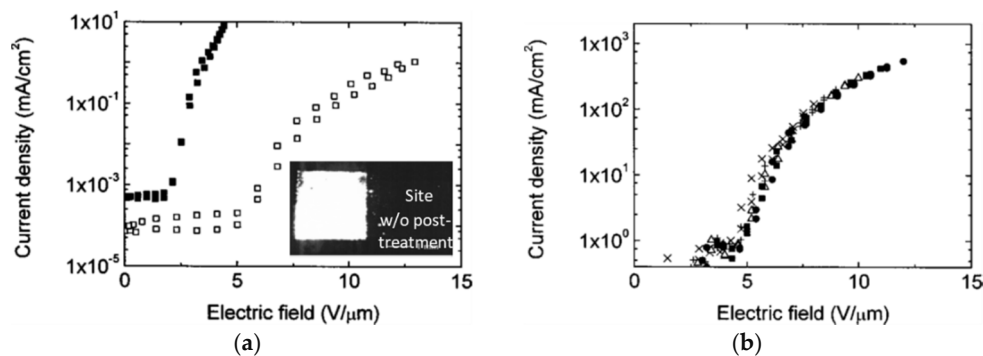 (a)
Current density (mA/cm²)
1x10¹
1x10⁻¹
1x10⁻³
1x10⁻⁵
0 5 10 15
Electric field (V/μm)
Site
w/o post-
treatment
(b)
Current density (mA/cm²)
1x10³
1x10²
1x10¹
1x10⁰
0 5 10 15
Electric field (V/μm)
(a) (b)